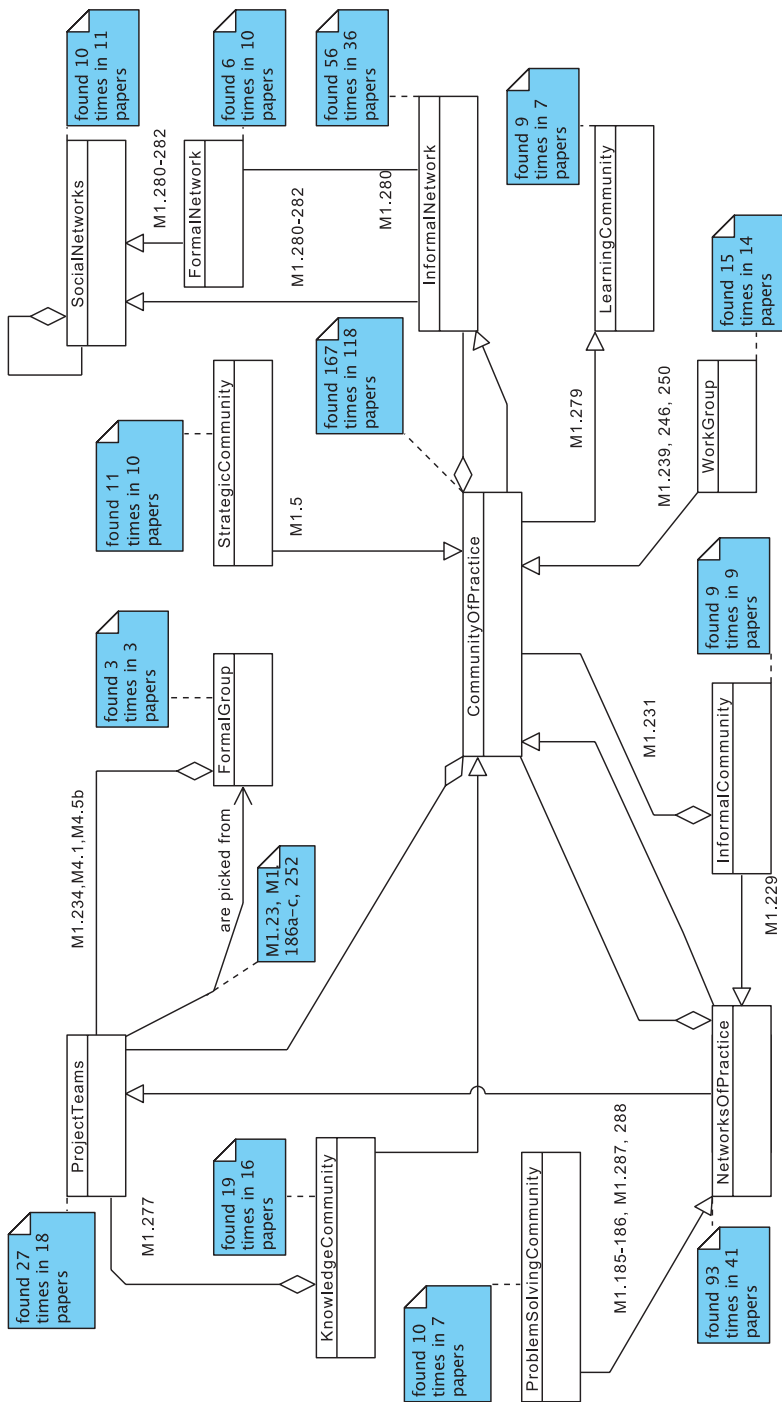 found 27
times in 18
papers
ProjectTeams
M1.234,M4.1,M4.5b
SocialNetworks
found 10
times in 11
papers
M1.277
found 3
times in 3
papers
found 11
times in 10
papers
M1.280-282
found 19
times in 16
papers
are picked from
FormalGroup
StrategicCommunity
FormalNetwork
found 6
times in 10
papers
M1.23, M1.
186a-c, 252
M1.5
M1.280-282
KnowledgeCommunity
found 167
times in 118
papers
M1.280
found 56
times in 36
papers
InformalNetwork
found 10
times in 7
papers
CommunityOfPractice
ProblemSolvingCommunity
found 9
times in 7
papers
M1.279
LearningCommunity
M1.185-186, M1.287, 288
M1.231
M1.239, 246, 250
found 93
times in 41
papers
NetworksOfPractice
InformalCommunity
found 9
times in 9
papers
WorkGroup
found 15
times in 14
papers
M1.229